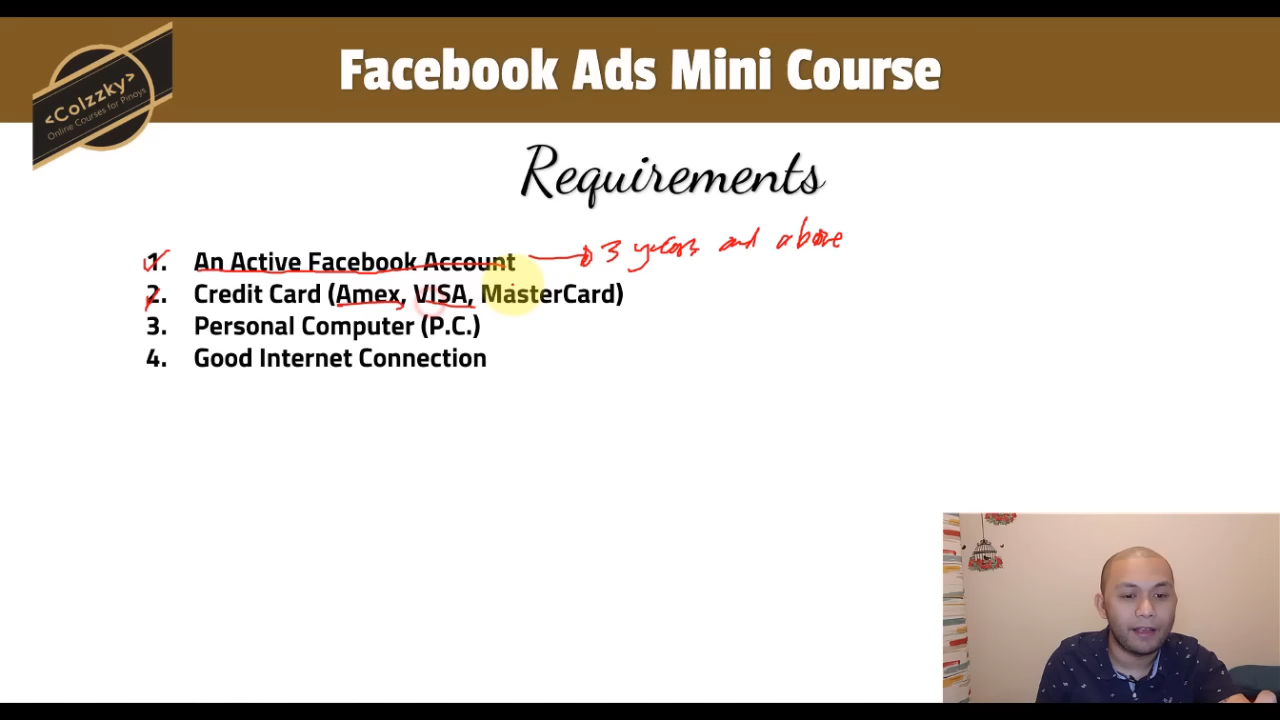 <Colzzky>
Online Courses for Pinoys
Facebook Ads Mini Course
Requirements
1. An Active Facebook Account 3 years and above
2. Credit Card (Amex, VISA, MasterCard)
3. Personal Computer (P.C.)
4. Good Internet Connection